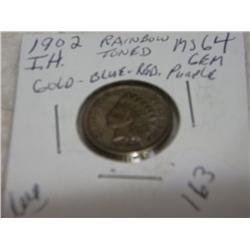 1902 RAINBOW MS64
I.H. TONED GEM
GOLD-BLUE-RED. Purple
163